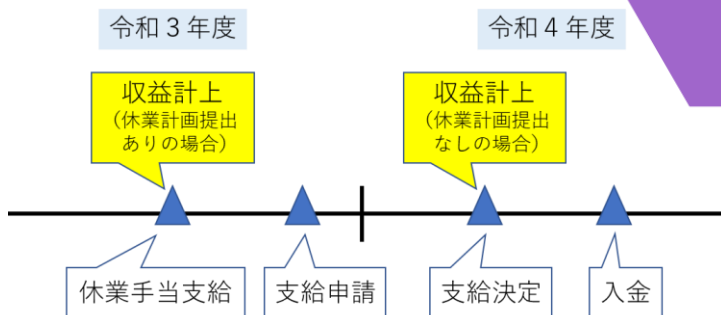 令和３年度
令和４年度
収益計上
（休業計画提出
ありの場合）
収益計上
（休業計画提出
なしの場合）
休業手当支給
支給申請
支給決定
入金